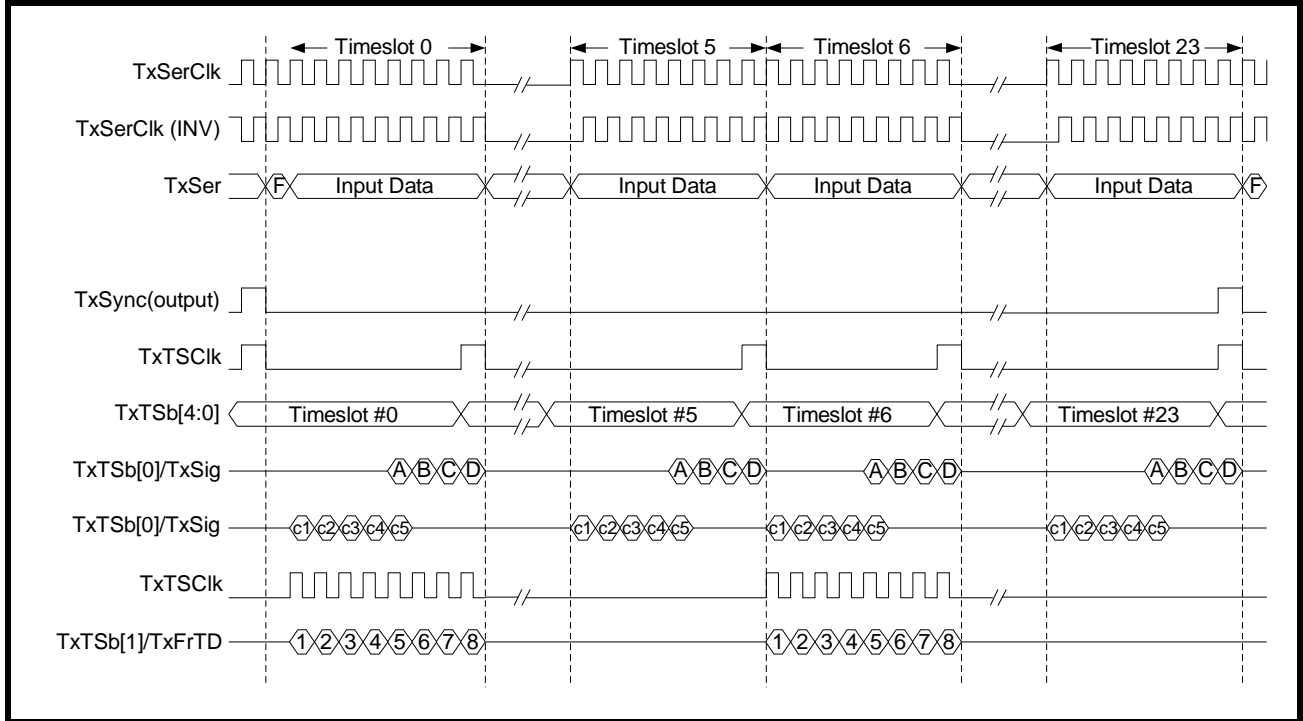 Timeslot 0 Timeslot 5 Timeslot 6 Timeslot 23
TxSerClk
TxSerClk (INV)
TxSer F Input Data Input Data Input Data Input Data F
TxSync(output)
TxTSClk
TxTSb[4:0] Timeslot #0 Timeslot #5 Timeslot #6 Timeslot #23
TxTSb[0]/TxSig A B C D A B C D A B C D A B C D
TxTSb[0]/TxSig c1 c2 c3 c4 c5 c1 c2 c3 c4 c5 c1 c2 c3 c4 c5 c1 c2 c3 c4 c5
TxTSClk
TxTSb[1]/TxFrTD 1 2 3 4 5 6 7 8 1 2 3 4 5 6 7 8